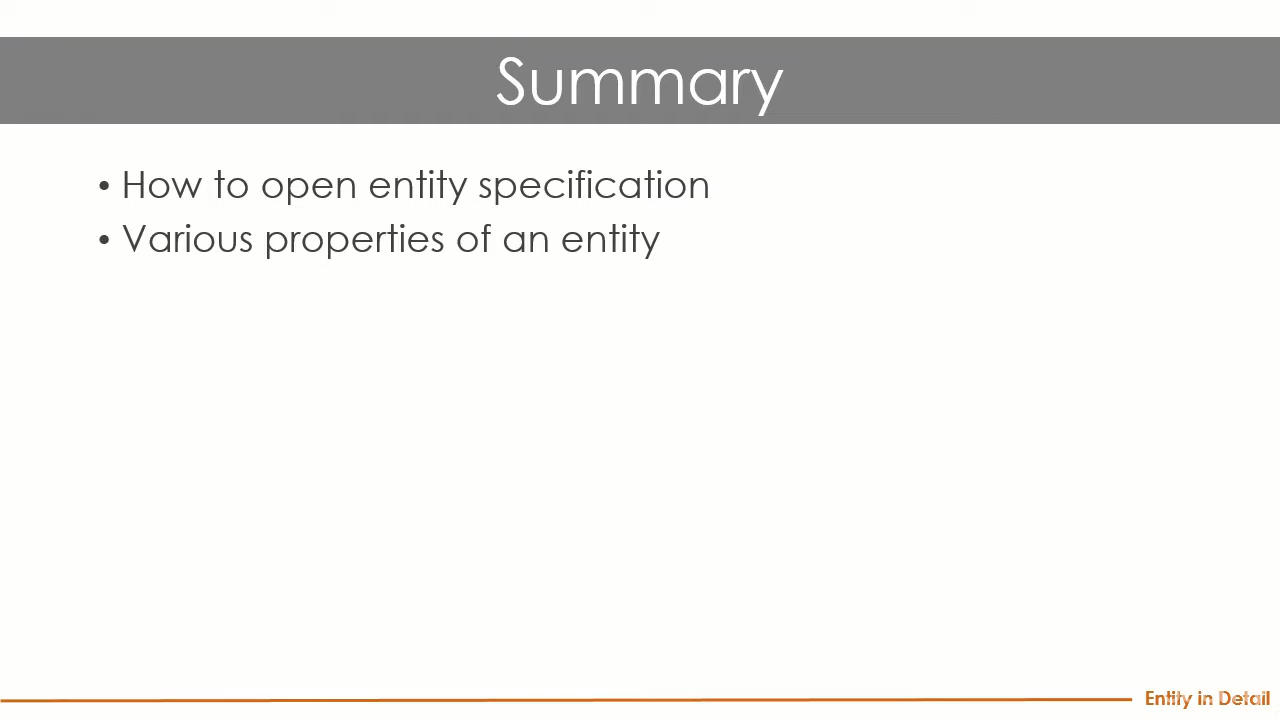 Summary
• How to open entity specification
• Various properties of an entity
Entity in Detail